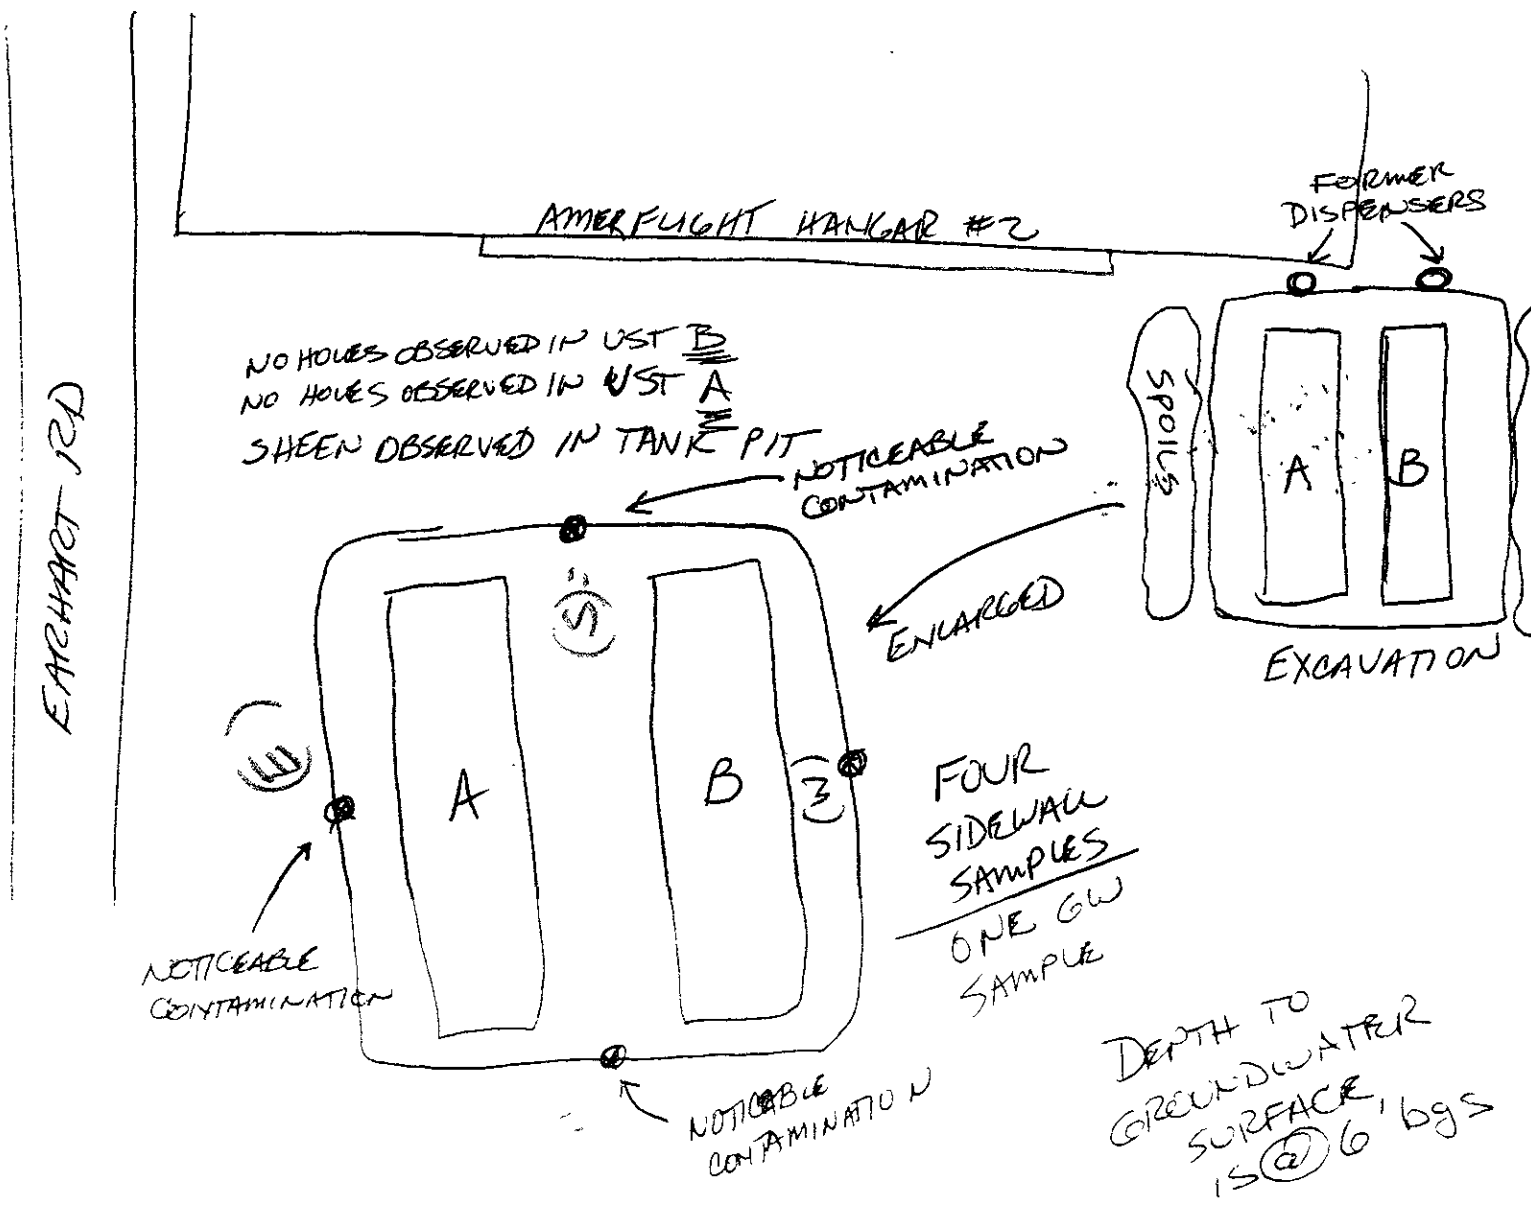 FORMER
DISPENSERS
AMERFLIGHT HANGAR #2
NO HOLES OBSERVED IN UST B
NO HOLES OBSERVED IN UST A
SHEEN OBSERVED IN TANK PIT
NOTICEABLE
CONTAMINATION
SPOILS
A
B
EXCAVATION
ENLARGED
EARHART RD
(S)
(E)
A
B
(W)
FOUR
SIDEWALL
SAMPLES
ONE GW
SAMPLE
NOTICEABLE
CONTAMINATION
NOTICABLE
CONTAMINATION
DEPTH TO
GROUNDWATER
SURFACE
is @ 6' bgs